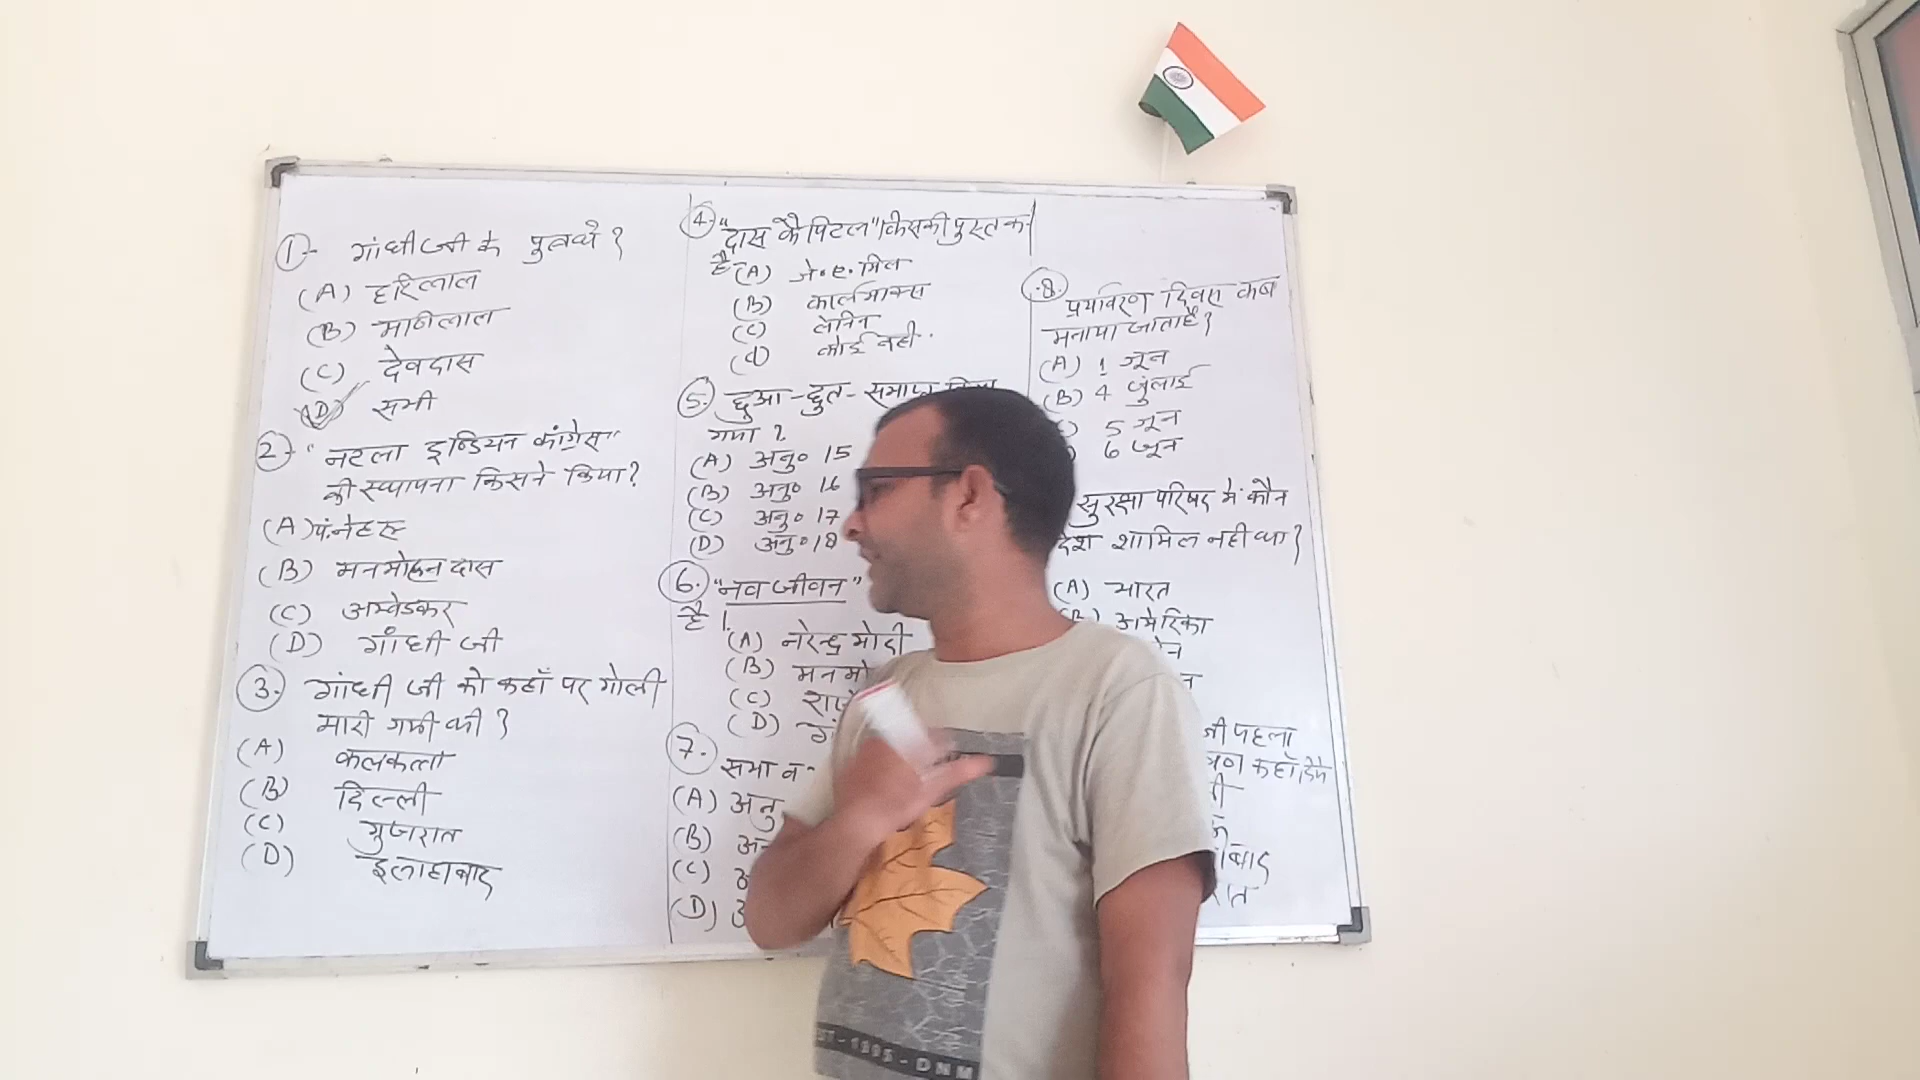 1- गांधी जी के पुत्र थे ?
(A) हरिलाल
(B) मणिलाल
(C) देवदास
(D) सभी
2- "नटला इण्डियन कांग्रेस"
की स्थापना किसने किया?
(A) पं.नेहरू
(B) मनमोहन दास
(C) अम्वेडकर
(D) गाँधी जी
3. गांधी जी को कहाँ पर गोली
मारी गयी थी ?
(A) कलकत्ता
(B) दिल्ली
(C) गुजरात
(D) इलाहाबाद
4- "दास कैपिटल" किसकी पुस्तक
है (A) जे.ए.मिल
(B) कार्लमाक्स
(C) लेनिन
(d) कोई नही.
5. छुआ-छुत-समाप्त किया
गया ?
(A) अनु० 15
(B) अनु० 16
(C) अनु० 17
(D) अनु० 18
6. "नव जीवन"
है ।
(A) नरेन्द्र मोदी
(B) मनमो
(C)
(D)
7. सभा
(A) अनु
(B)
(C)
(D)
8. पर्यावरण दिवस कब
मनाया जाता है ?
(A) 1 जून
(B) 4 जुलाई
5 जून
6 जून
सुरक्षा परिषद में कौन
देश शामिल नही था ?
(A) भारत
(B) अमेरिका
जी पहला
कहाँ दिये